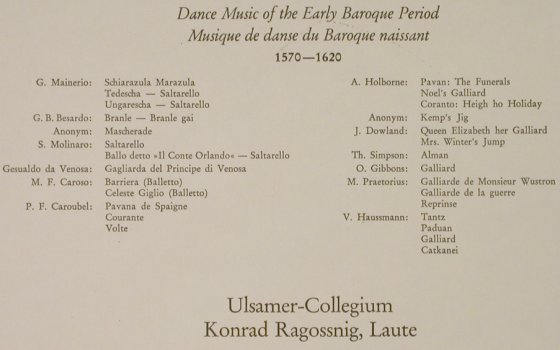 Dance Music of the Early Baroque Period
Musique de danse du Baroque naissant
1570—1620
G. Mainerio: Schiarazula Marazula
Tedescha — Saltarello
Ungarescha — Saltarello
G. B. Besardo: Branle — Branle gai
Anonym: Mascherade
S. Molinaro: Saltarello
Ballo detto »Il Conte Orlando« — Saltarello
Gesualdo da Venosa: Gagliarda del Principe di Venosa
M. F. Caroso: Barriera (Balletto)
Celeste Giglio (Balletto)
P. F. Caroubel: Pavana de Spaigne
Courante
Volte
A. Holborne: Pavan: The Funerals
Noel's Galliard
Coranto: Heigh ho Holiday
Anonym: Kemp's Jig
J. Dowland: Queen Elizabeth her Galliard
Mrs. Winter's Jump
Th. Simpson: Alman
O. Gibbons: Galliard
M. Praetorius: Galliarde de Monsieur Wustron
Galliarde de la guerre
Reprinse
V. Haussmann: Tantz
Paduan
Galliard
Catkanei
Ulsamer-Collegium
Konrad Ragossnig, Laute